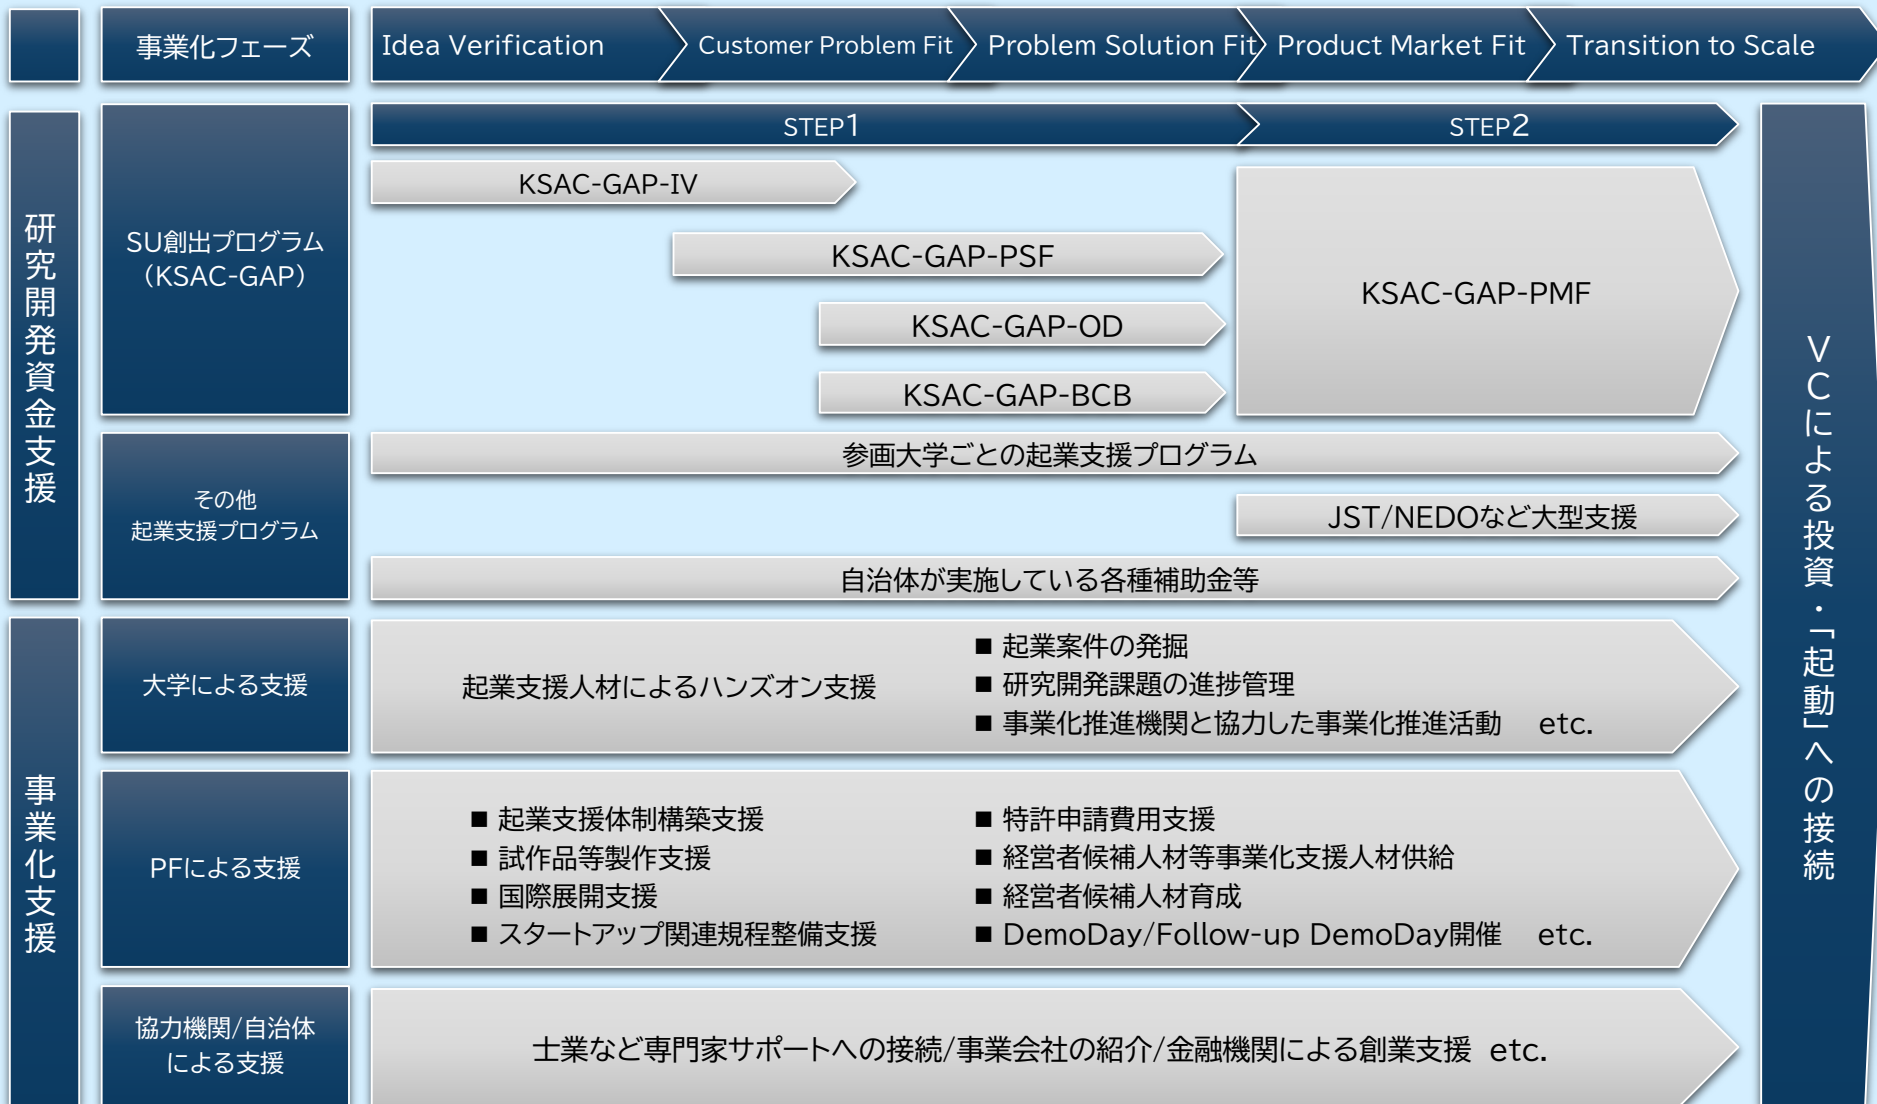 事業化フェーズ
Idea Verification
Customer Problem Fit
Problem Solution Fit
Product Market Fit
Transition to Scale
研究開発資金支援
SU創出プログラム
（KSAC-GAP）
STEP1
STEP2
KSAC-GAP-IV
KSAC-GAP-PSF
KSAC-GAP-OD
KSAC-GAP-BCB
KSAC-GAP-PMF
その他
起業支援プログラム
参画大学ごとの起業支援プログラム
JST/NEDOなど大型支援
自治体が実施している各種補助金等
事業化支援
大学による支援
起業支援人材によるハンズオン支援
■ 起業案件の発掘
■ 研究開発課題の進捗管理
■ 事業化推進機関と協力した事業化推進活動 etc.
PFによる支援
■ 起業支援体制構築支援
■ 試作品等製作支援
■ 国際展開支援
■ スタートアップ関連規程整備支援
■ 特許申請費用支援
■ 経営者候補人材等事業化支援人材供給
■ 経営者候補人材育成
■ DemoDay/Follow-up DemoDay開催 etc.
協力機関/自治体
による支援
士業など専門家サポートへの接続/事業会社の紹介/金融機関による創業支援 etc.
VCによる投資・「起動」への接続